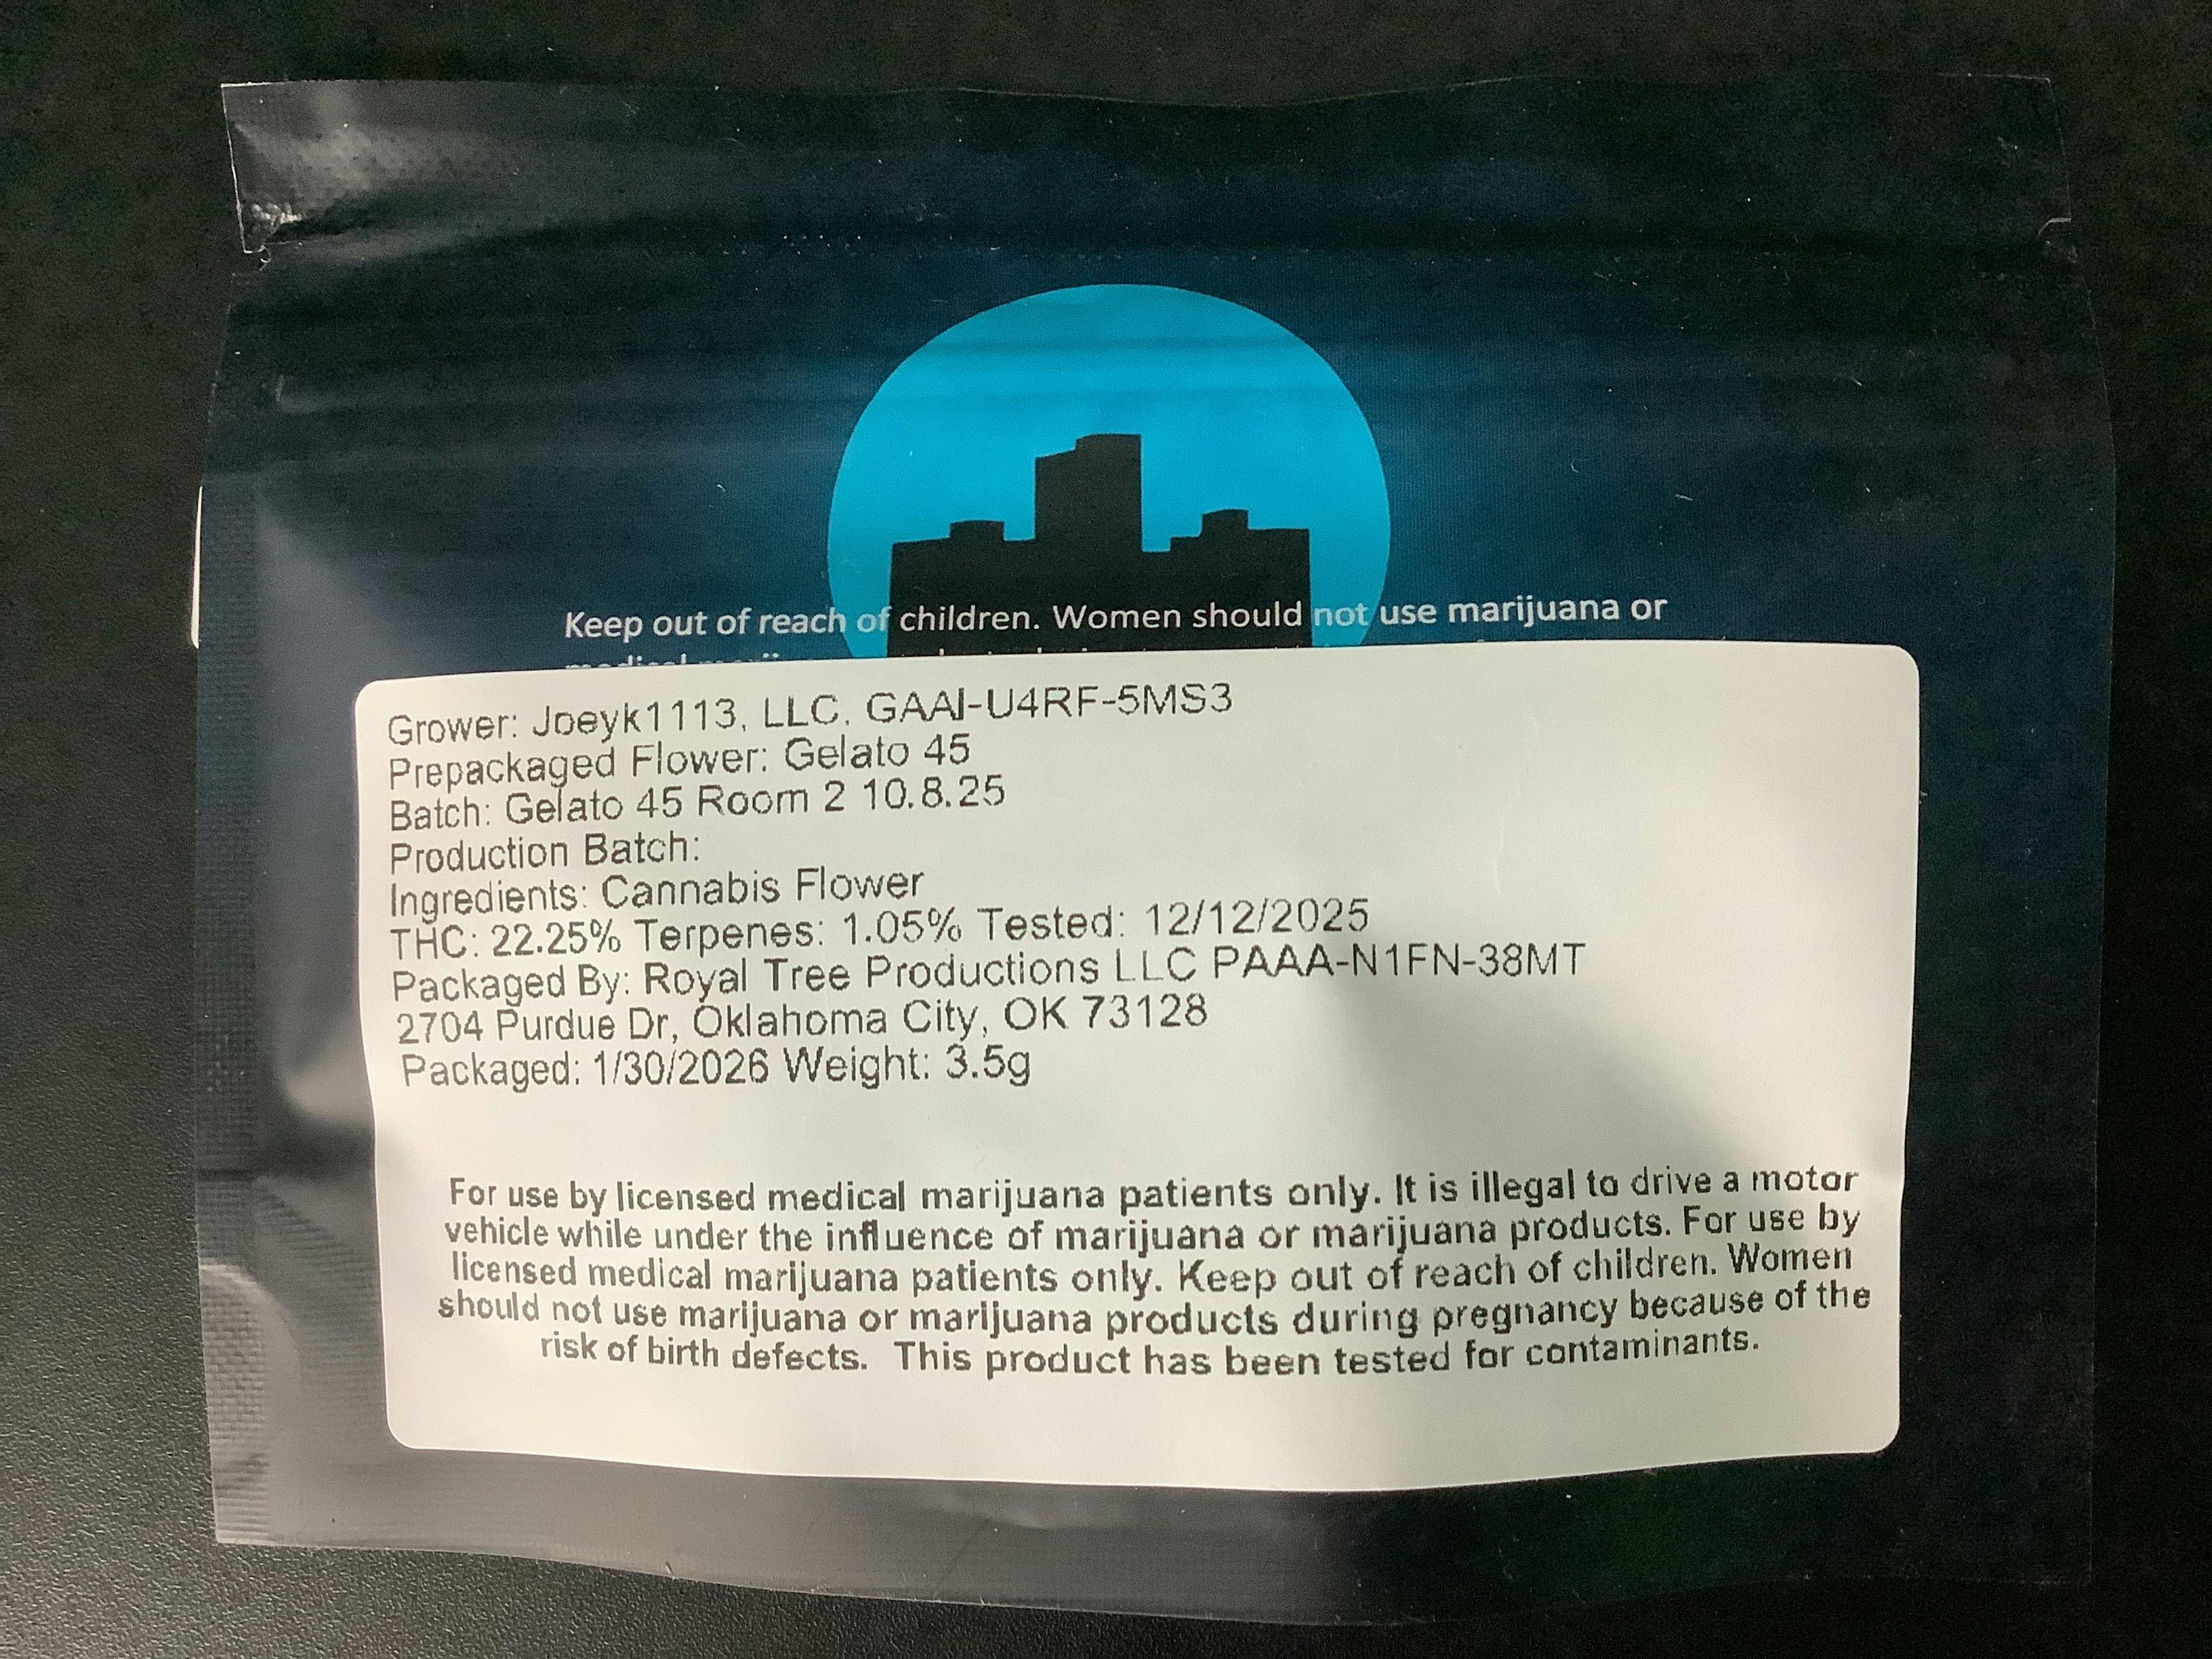 Keep out of reach of children. Women should not use marijuana or
Grower: Joeyk1113, LLC. GAAI-U4RF-5MS3
Prepackaged Flower: Gelato 45
Batch: Gelato 45 Room 2 10.8.25
Production Batch:
Ingredients: Cannabis Flower
THC: 22.25% Terpenes: 1.05% Tested: 12/12/2025
Packaged By: Royal Tree Productions LLC PAAA-N1FN-38MT
2704 Purdue Dr, Oklahoma City, OK 73128
Packaged: 1/30/2026 Weight: 3.5g
For use by licensed medical marijuana patients only. It is illegal to drive a motor
vehicle while under the influence of marijuana or marijuana products. For use by
licensed medical marijuana patients only. Keep out of reach of children. Women
should not use marijuana or marijuana products during pregnancy because of the
risk of birth defects.  This product has been tested for contaminants.